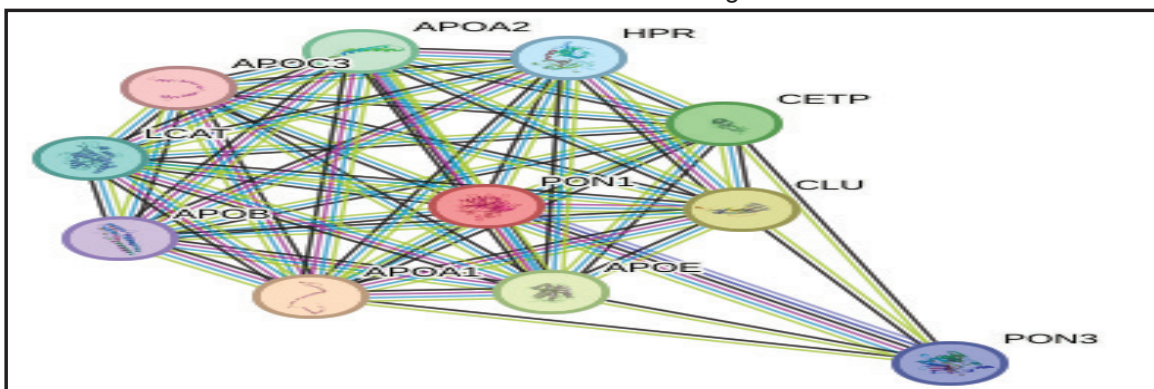 APOA2
HPR
APOC3
CETP
LCAT
PON1
CLU
APOB
APOA1
APOE
PON3